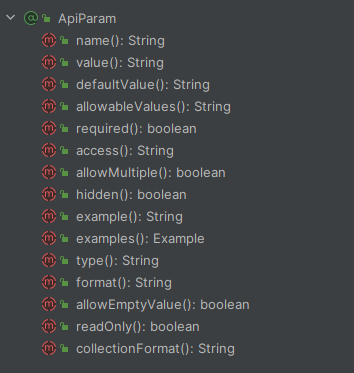 ApiParam
name(): String
value(): String
defaultValue(): String
allowableValues(): String
required(): boolean
access(): String
allowMultiple(): boolean
hidden(): boolean
example(): String
examples(): Example
type(): String
format(): String
allowEmptyValue(): boolean
readOnly(): boolean
collectionFormat(): String